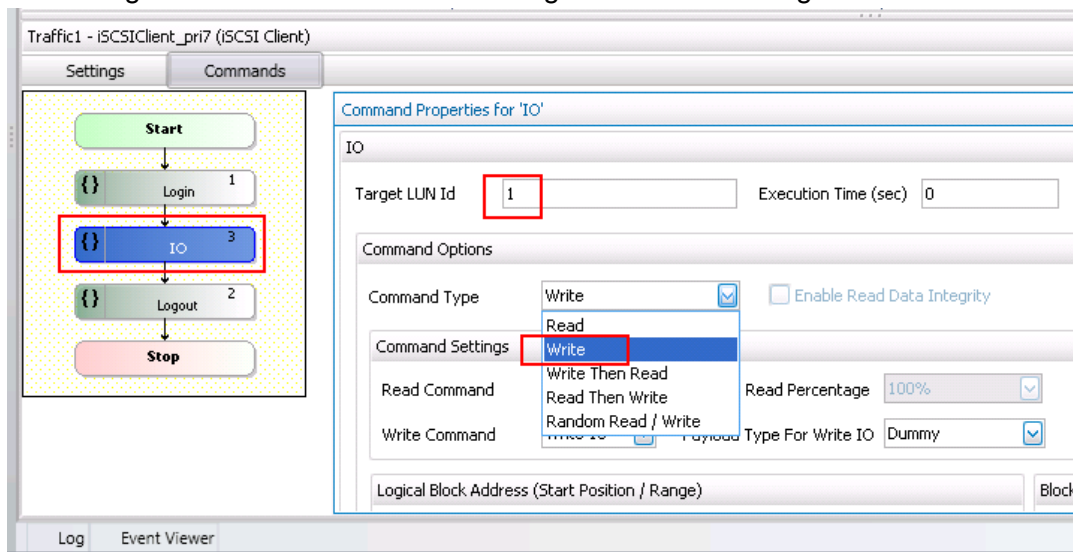 Traffic1 - iSCSIClient_pri7 (iSCSI Client)
Settings Commands
Start
{} Login 1
{} IO 3
{} Logout 2
Stop
Command Properties for 'IO'
IO
Target LUN Id 1 Execution Time (sec) 0
Command Options
Command Type Write Enable Read Data Integrity
Read
Command Settings Write
Write Then Read
Read Command Read Then Write Read Percentage 100%
Random Read / Write
Write Command Type For Write IO Dummy
Logical Block Address (Start Position / Range) Block
Log Event Viewer